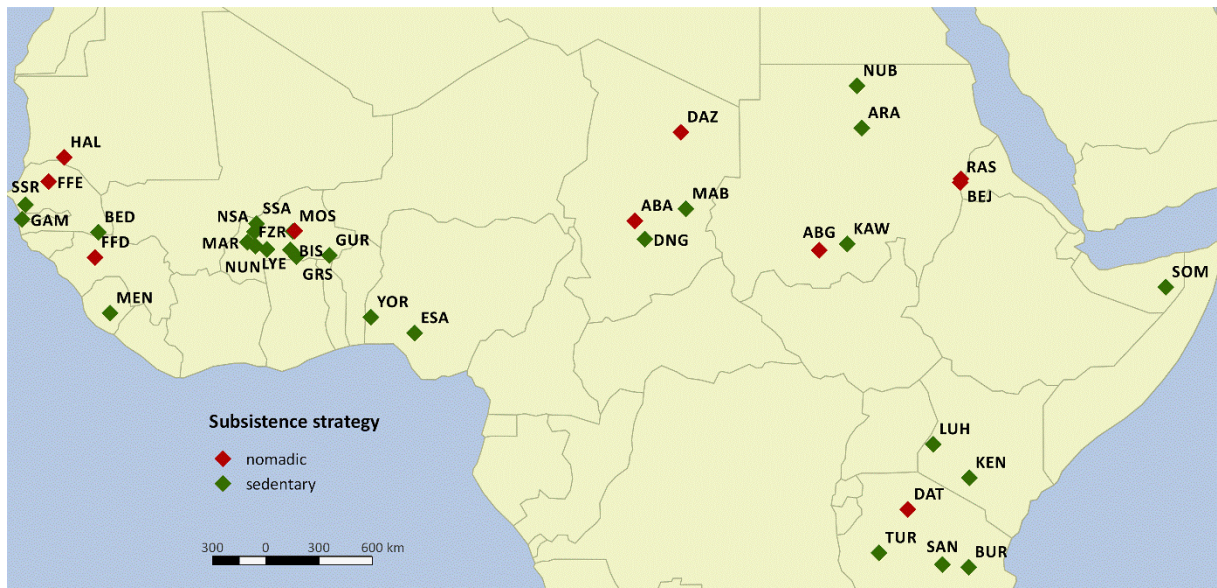 NUB
DAZ
ARA
HAL
RAS
FFE
BEJ
SSR
MAB
ABA
SSA
NSA
MOS
BED
GAM
KAW
ABG
FZR
DNG
MAR
GUR
BIS
FFD
NUN
LYE
GRS
SOM
MEN
YOR
ESA
Subsistence strategy
nomadic
sedentary
LUH
KEN
DAT
TUR
SAN
BUR
300 0 300 600 km